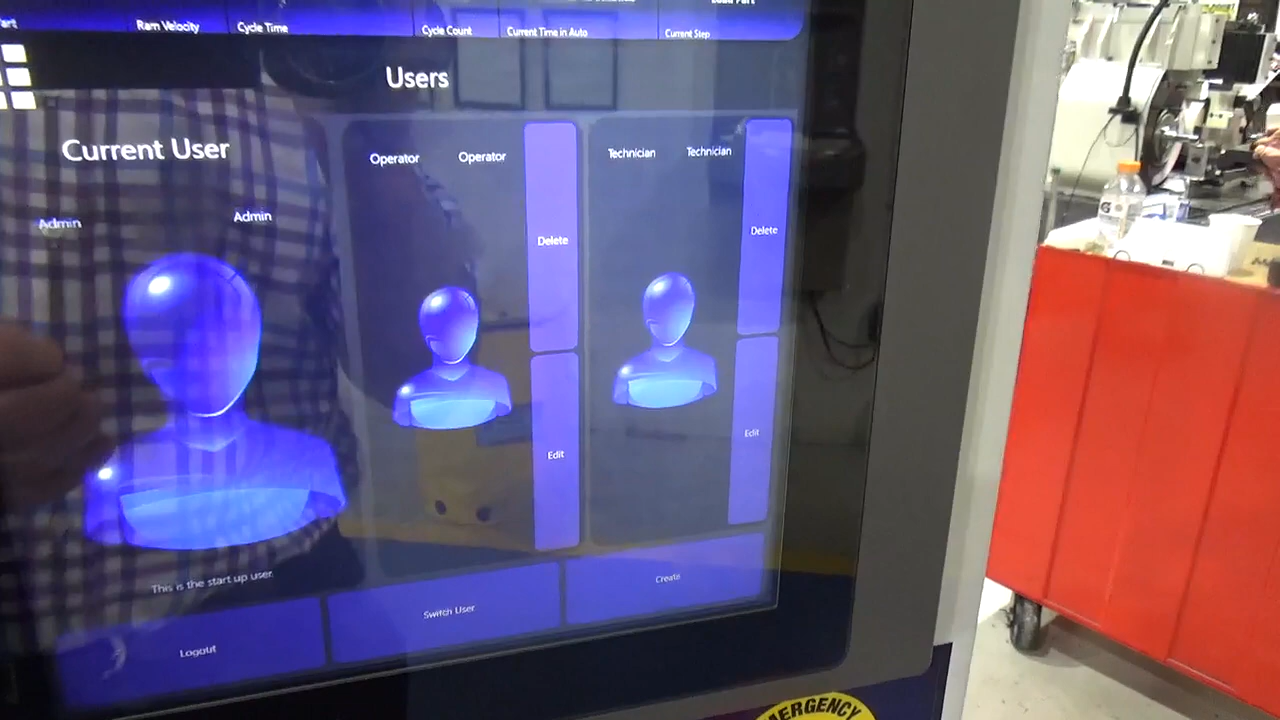 Ram Velocity
Cycle Time
Cycle Count
Current Time in Auto
Current Step
Users
Current User
Admin Admin
Operator Operator
Delete
Edit
Technician Technician
Delete
Edit
This is the start up user.
Logout
Switch User
Create
G